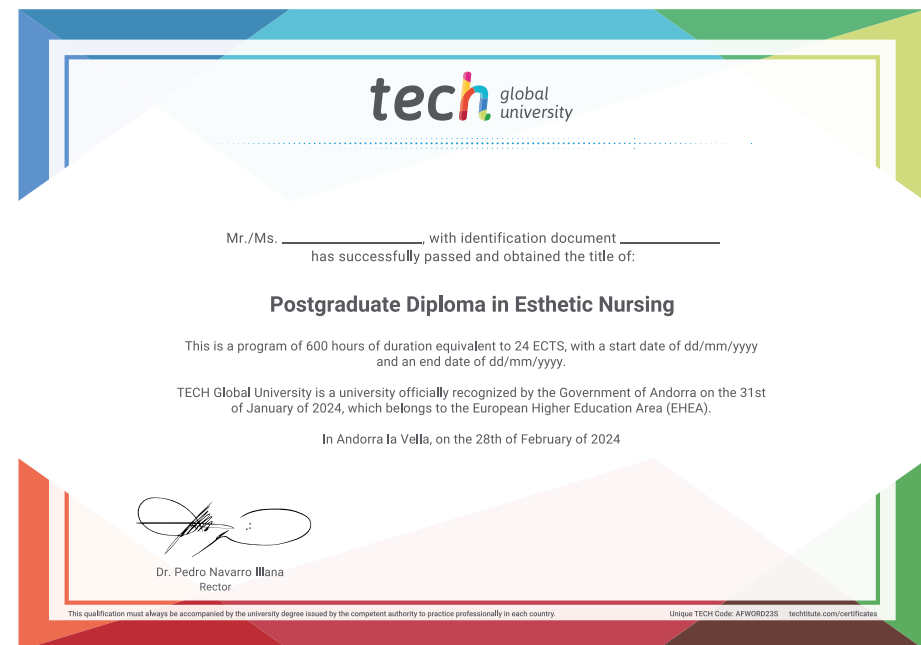 tech global university
Mr./Ms. ____________, with identification document ____________
has successfully passed and obtained the title of:
Postgraduate Diploma in Esthetic Nursing
This is a program of 600 hours of duration equivalent to 24 ECTS, with a start date of dd/mm/yyyy
and an end date of dd/mm/yyyy.
TECH Global University is a university officially recognized by the Government of Andorra on the 31st
of January of 2024, which belongs to the European Higher Education Area (EHEA).
In Andorra la Vella, on the 28th of February of 2024
Dr. Pedro Navarro Illana
Rector
This qualification must always be accompanied by the university degree issued by the competent authority to practice professionally in each country.
Unique TECH Code: AFWORD23S techtitute.com/certificates